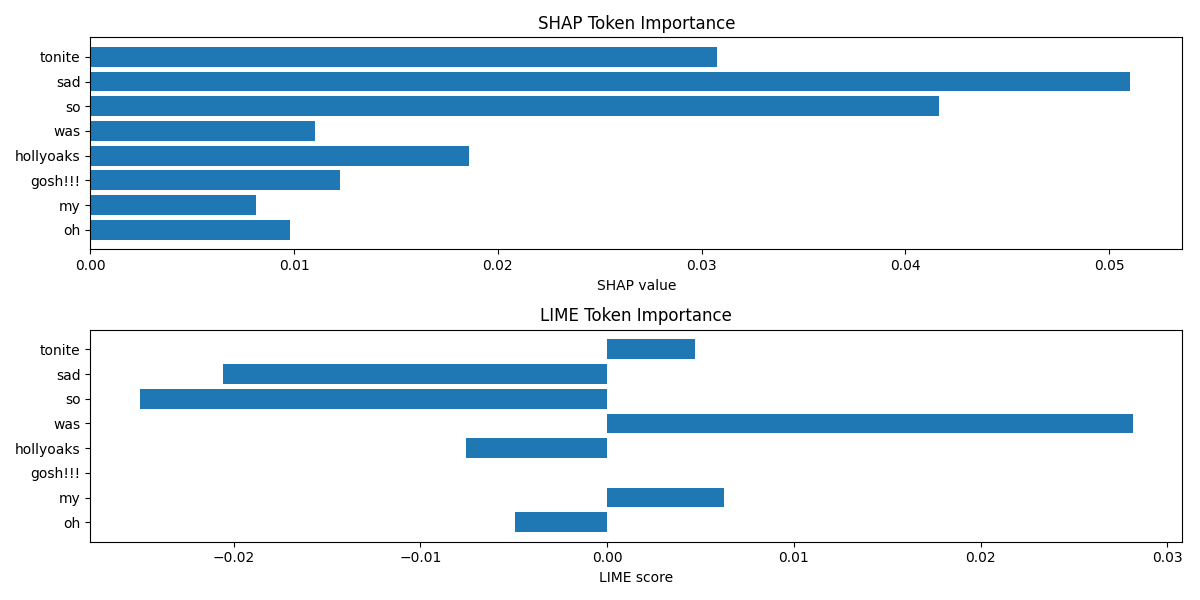 SHAP Token Importance
tonite
sad
so
was
hollyoaks
gosh!!!
my
oh
0.00 0.01 0.02 0.03 0.04 0.05
SHAP value
LIME Token Importance
tonite
sad
so
was
hollyoaks
gosh!!!
my
oh
−0.02 −0.01 0.00 0.01 0.02 0.03
LIME score